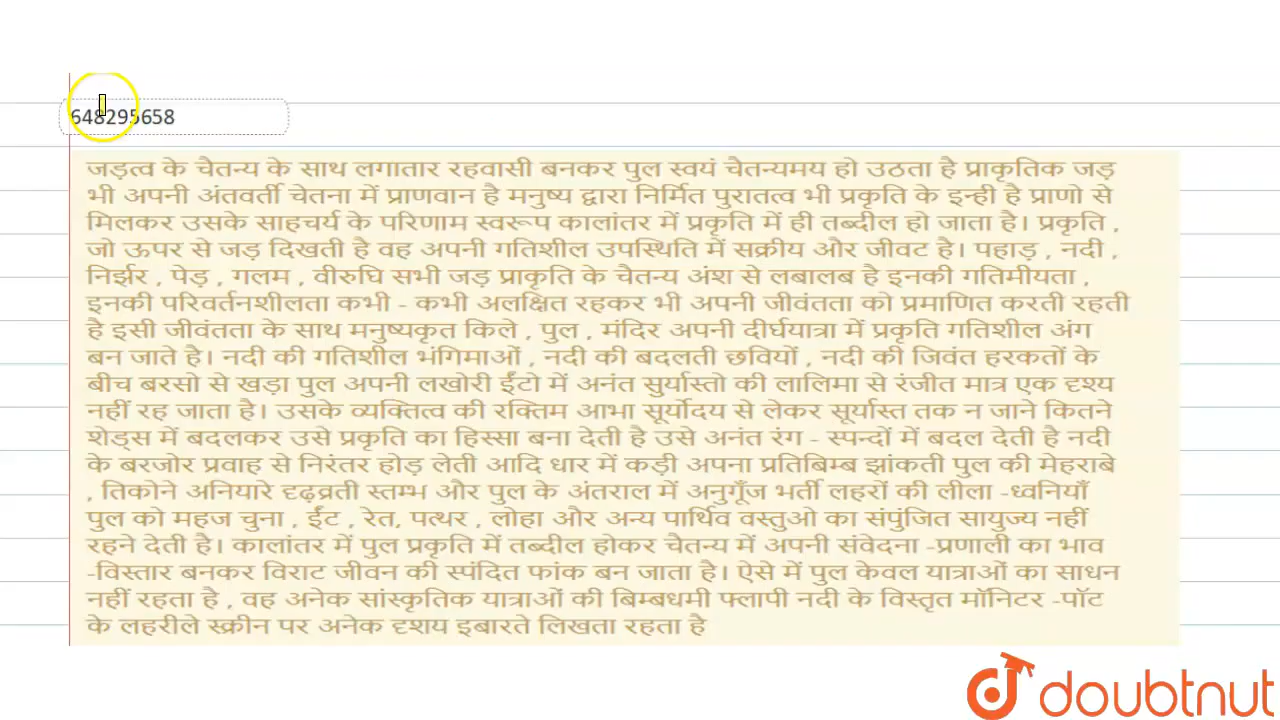 648295658
जड़त्व के चैतन्य के साथ लगातार रहवासी बनकर पुल स्वयं चैतन्यमय हो उठता है प्राकृतिक जड़
भी अपनी अंतवर्ती चेतना में प्राणवान है मनुष्य द्वारा निर्मित पुरातत्व भी प्रकृति के इन्ही है प्राणो से
मिलकर उसके साहचर्य के परिणाम स्वरूप कालांतर में प्रकृति में ही तब्दील हो जाता है। प्रकृति ,
जो ऊपर से जड़ दिखती है वह अपनी गतिशील उपस्थिति में सक्रीय और जीवट है। पहाड़ , नदी ,
निर्झर , पेड़ , गलम , वीरुघि सभी जड़ प्राकृति के चैतन्य अंश से लबालब है इनकी गतिमीयता ,
इनकी परिवर्तनशीलता कभी - कभी अलक्षित रहकर भी अपनी जीवंतता को प्रमाणित करती रहती
है इसी जीवंतता के साथ मनुष्यकृत किले , पुल , मंदिर अपनी दीर्घयात्रा में प्रकृति गतिशील अंग
बन जाते है। नदी की गतिशील भंगिमाओं , नदी की बदलती छवियों , नदी की जिवंत हरकतों के
बीच बरसो से खड़ा पुल अपनी लखोरी ईंटो में अनंत सुर्यास्तो की लालिमा से रंजीत मात्र एक दृश्य
नहीं रह जाता है। उसके व्यक्तित्व की रक्तिम आभा सूर्योदय से लेकर सूर्यास्त तक न जाने कितने
शेड्स में बदलकर उसे प्रकृति का हिस्सा बना देती है उसे अनंत रंग - स्पन्दों में बदल देती है नदी
के बरजोर प्रवाह से निरंतर होड़ लेती आदि धार में कड़ी अपना प्रतिबिम्ब झांकती पुल की मेहराबे
, तिकोने अनियारे दृढ़व्रती स्तम्भ और पुल के अंतराल में अनुगूँज भर्ती लहरों की लीला -ध्वनियाँ
पुल को महज चुना , ईंट , रेत, पत्थर , लोहा और अन्य पार्थिव वस्तुओ का संपुंजित सायुज्य नहीं
रहने देती है। कालांतर में पुल प्रकृति में तब्दील होकर चैतन्य में अपनी संवेदना -प्रणाली का भाव
-विस्तार बनकर विराट जीवन की स्पंदित फांक बन जाता है। ऐसे में पुल केवल यात्राओं का साधन
नहीं रहता है , वह अनेक सांस्कृतिक यात्राओं की बिम्बधमी फ्लापी नदी के विस्तृत मॉनिटर -पॉट
के लहरीले स्क्रीन पर अनेक दृशय इबारते लिखता रहता है
doubtnut